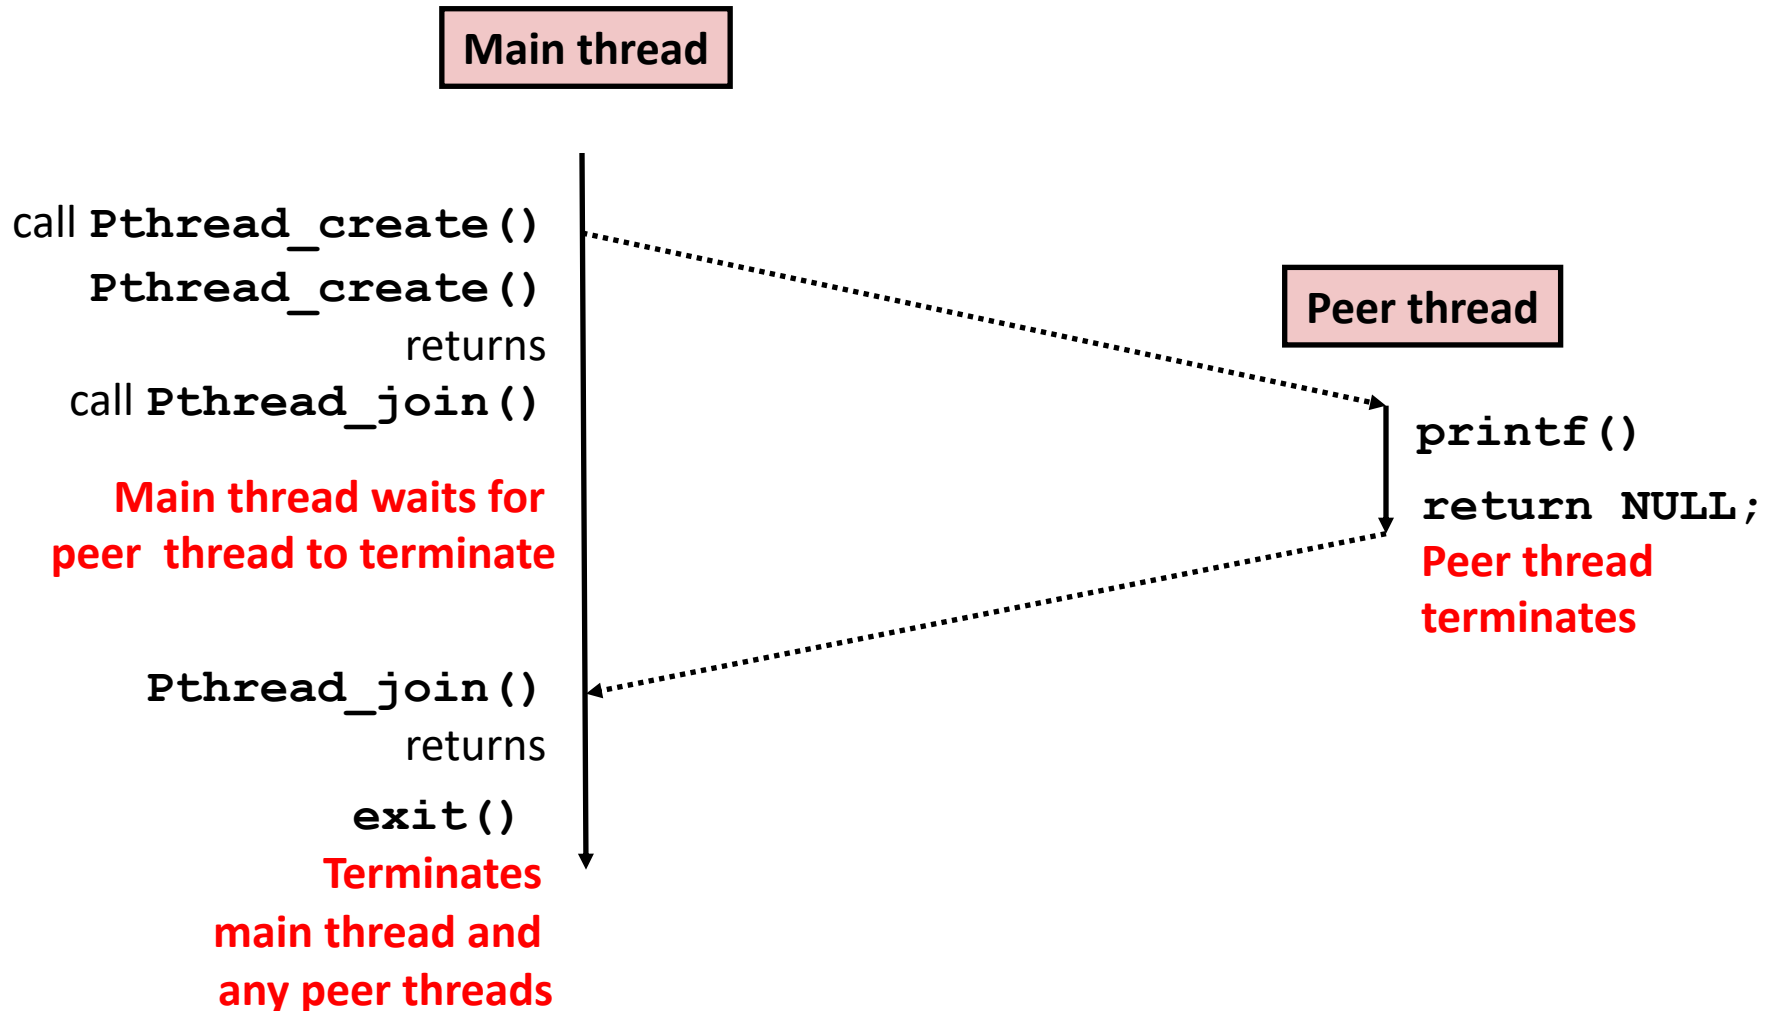 Main thread
call Pthread_create()
Pthread_create()
returns
call Pthread_join()
Main thread waits for
peer thread to terminate
Pthread_join()
returns
exit()
Terminates
main thread and
any peer threads
Peer thread
printf()
return NULL;
Peer thread
terminates